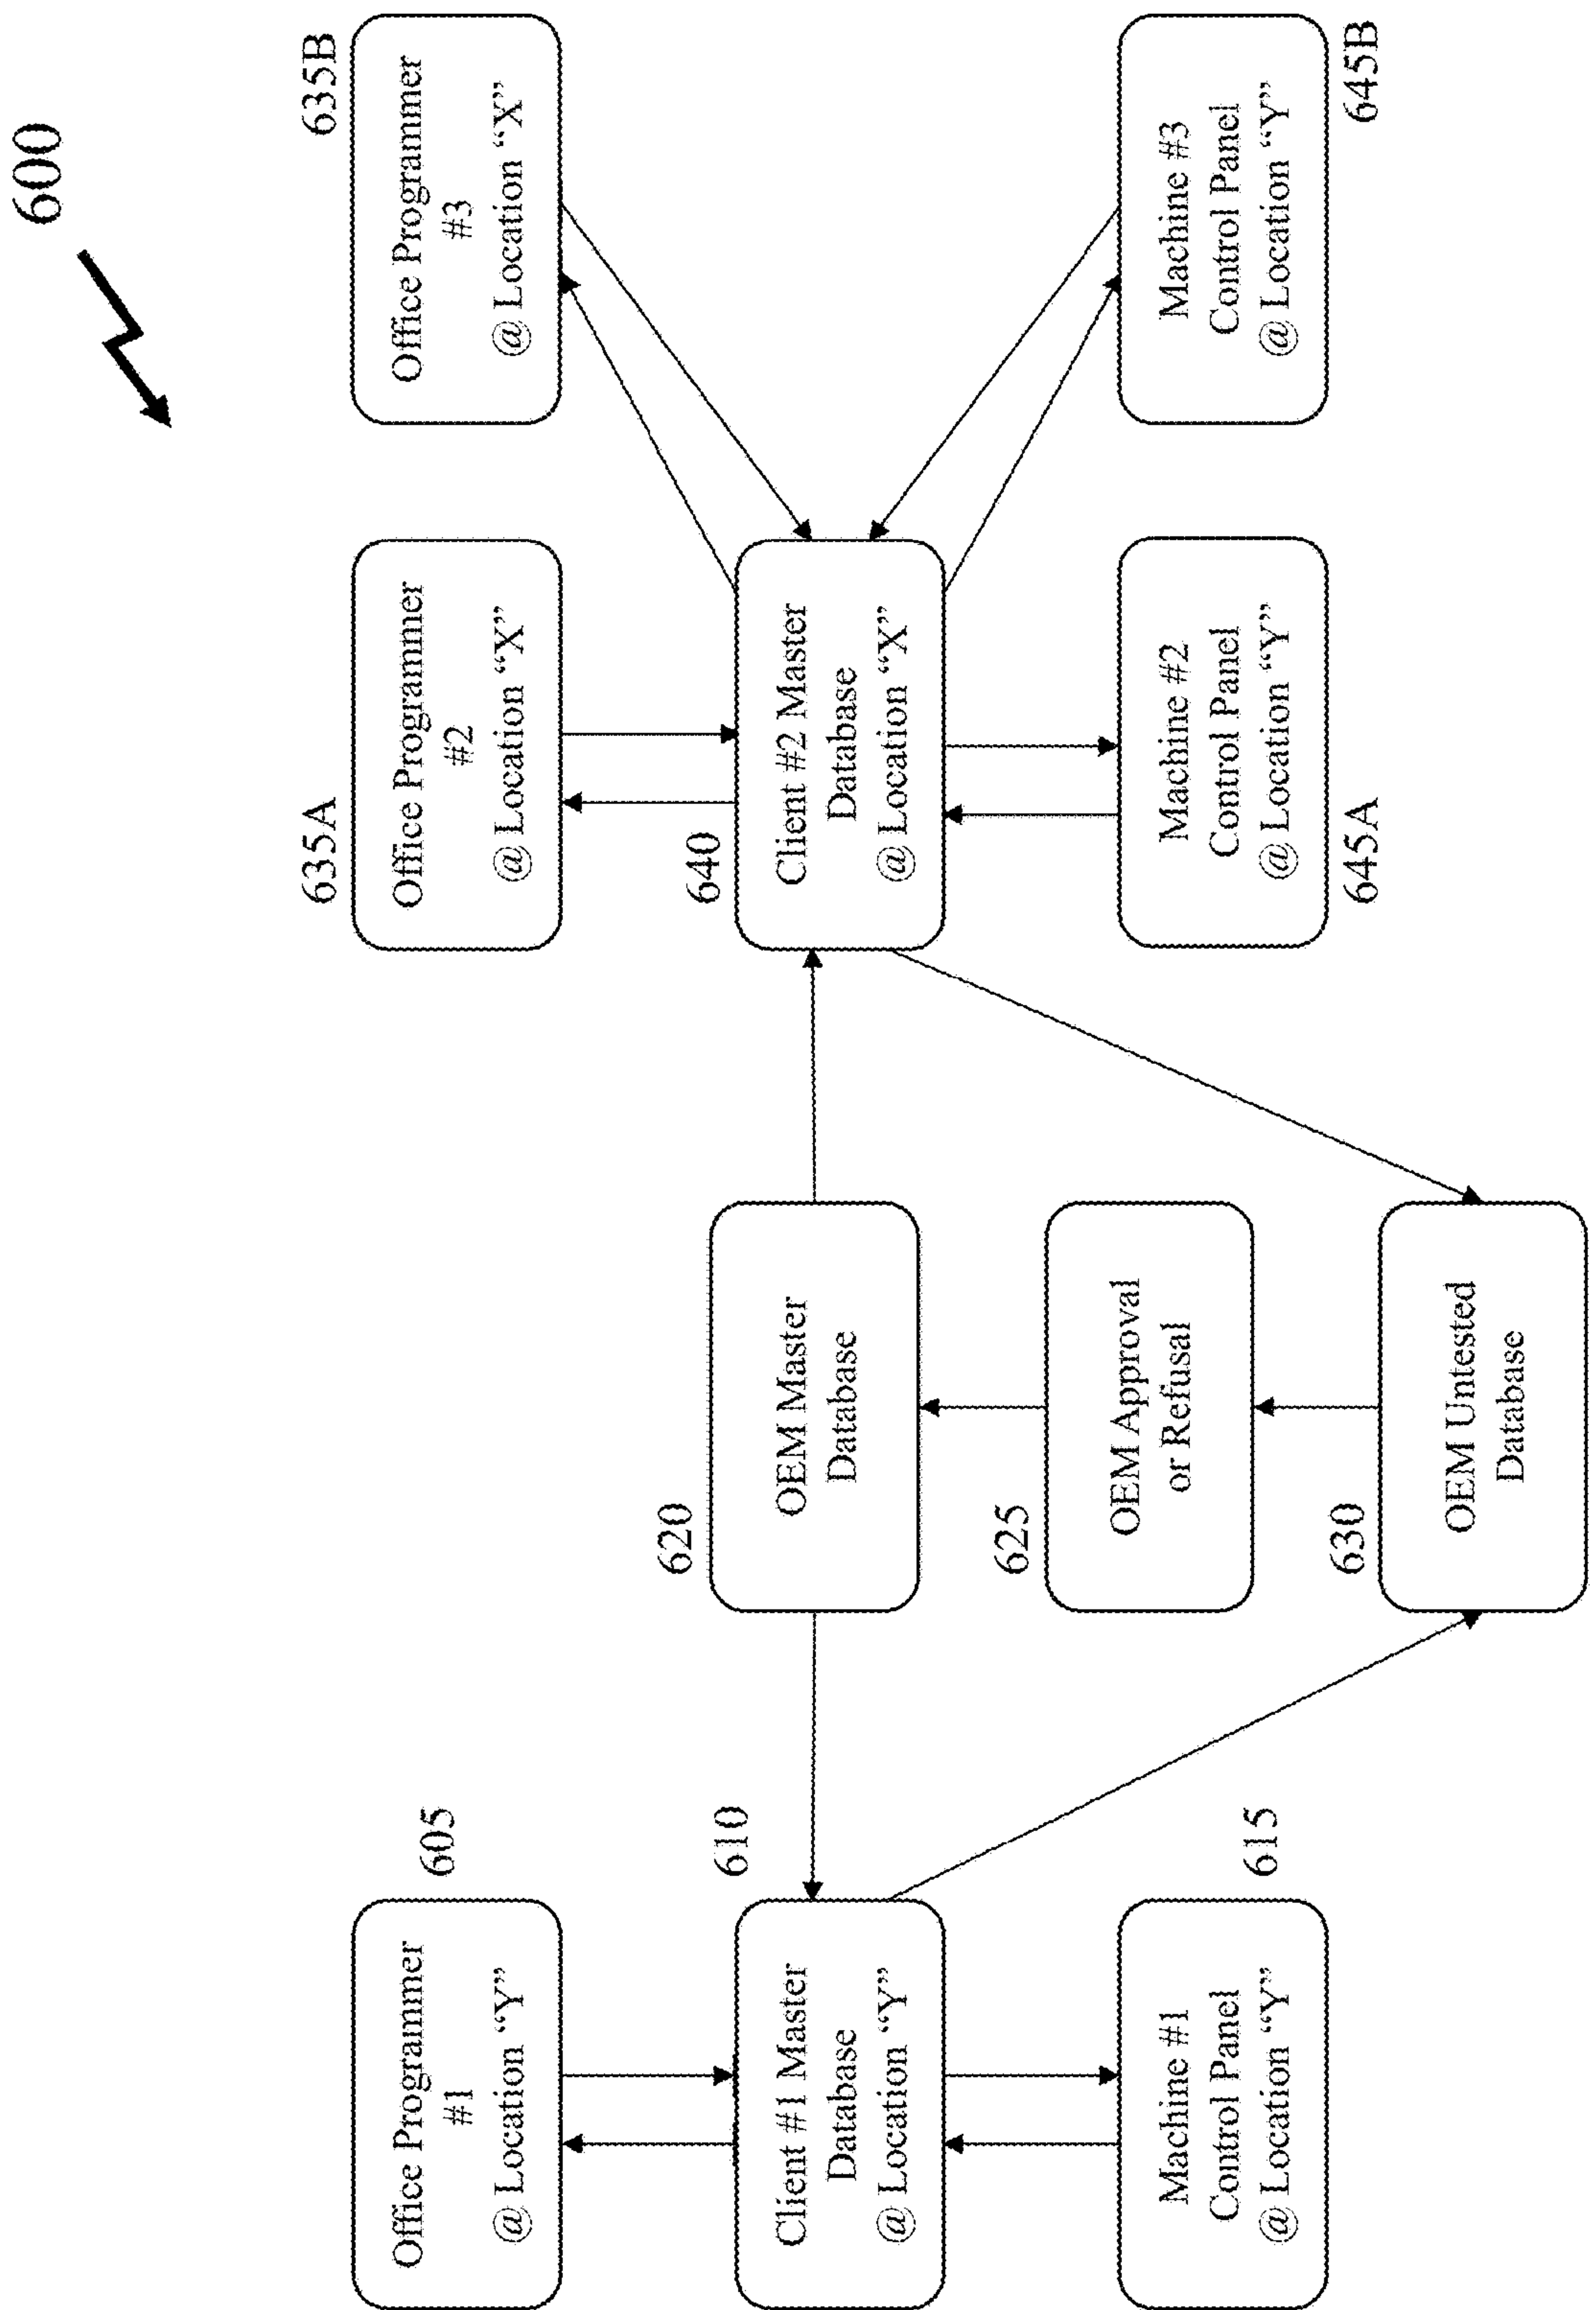 600
605
Office Programmer
#1
@ Location “Y”
635A
Office Programmer
#2
@ Location “X”
635B
Office Programmer
#3
@ Location “X”
610
Client #1 Master
Database
@ Location “Y”
620
OEM Master
Database
640
Client #2 Master
Database
@ Location “X”
625
OEM Approval
or Refusal
615
Machine #1
Control Panel
@ Location “Y”
645A
Machine #2
Control Panel
@ Location “Y”
645B
Machine #3
Control Panel
@ Location “Y”
630
OEM Untested
Database